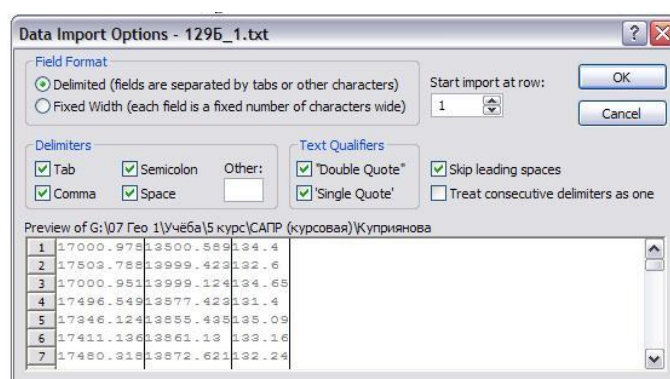 Data Import Options - 129Б_1.txt
Field Format
Delimited (fields are separated by tabs or other characters)
Fixed Width (each field is a fixed number of characters wide)
Start import at row:
1
OK
Cancel
Delimiters
Tab
Semicolon
Other:
Comma
Space
Text Qualifiers
"Double Quote"
'Single Quote'
Skip leading spaces
Treat consecutive delimiters as one
Preview of G:\07 Гео 1\Учёба\5 курс\САПР (курсовая)\Куприянова
1 17000.978 13500.589 134.4
2 17503.788 13999.423 132.6
3 17000.951 13999.124 134.65
4 17496.549 13577.423 131.4
5 17346.124 13855.435 135.09
6 17411.136 13861.13 133.16
7 17480.318 13872.621 132.24